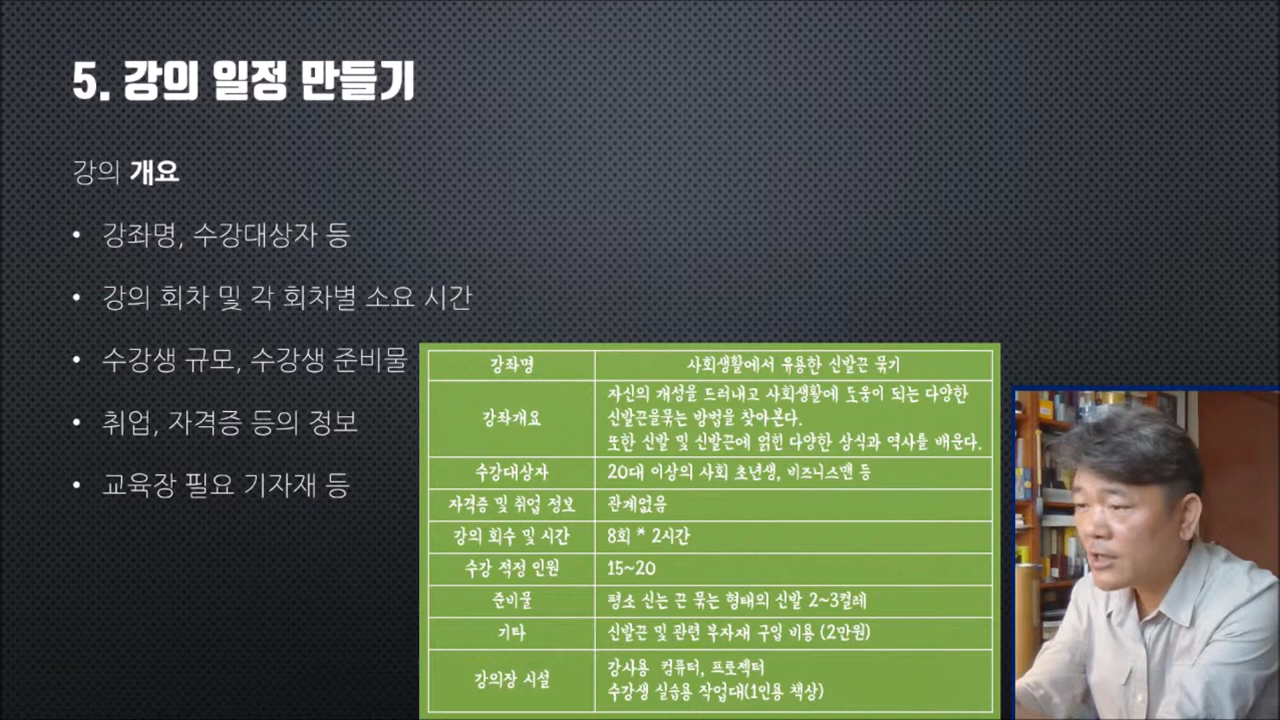 5. 강의 일정 만들기
강의 개요
• 강좌명, 수강대상자 등
• 강의 회차 및 각 회차별 소요 시간
• 수강생 규모, 수강생 준비물
• 취업, 자격증 등의 정보
• 교육장 필요 기자재 등
강좌명 사회생활에서 유용한 신발끈 묶기
강좌개요 자신의 개성을 드러내고 사회생활에 도움이 되는 다양한
신발끈을묶는 방법을 찾아본다.
또한 신발 및 신발끈에 얽힌 다양한 상식과 역사를 배운다.
수강대상자 20대 이상의 사회 초년생, 비즈니스맨 등
자격증 및 취업 정보 관계없음
강의 회수 및 시간 8회 * 2시간
수강 적정 인원 15~20
준비물 평소 신는 끈 묶는 형태의 신발 2~3켤레
기타 신발끈 및 관련 부자재 구입 비용 (2만원)
강의장 시설 강사용 컴퓨터, 프로젝터
수강생 실습용 작업대(1인용 책상)